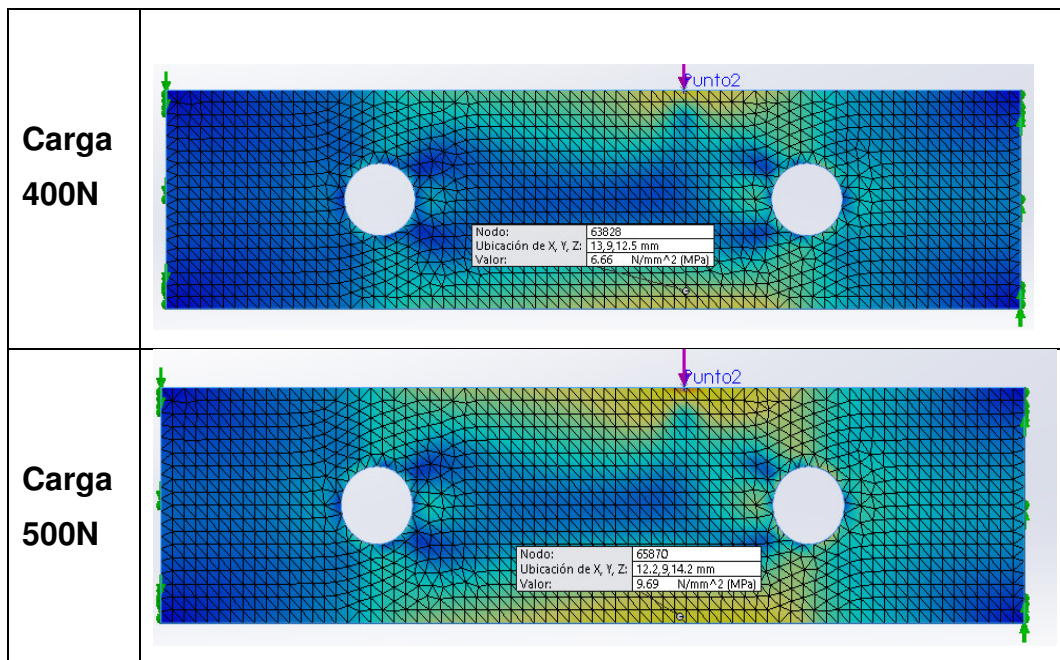 Carga
400N
Punto2
Nodo: 63828
Ubicación de X, Y, Z: 13,9,12.5 mm
Valor: 6.66 N/mm^2 (MPa)
Carga
500N
Punto2
Nodo: 65870
Ubicación de X, Y, Z: 12.2,9,14.2 mm
Valor: 9.69 N/mm^2 (MPa)